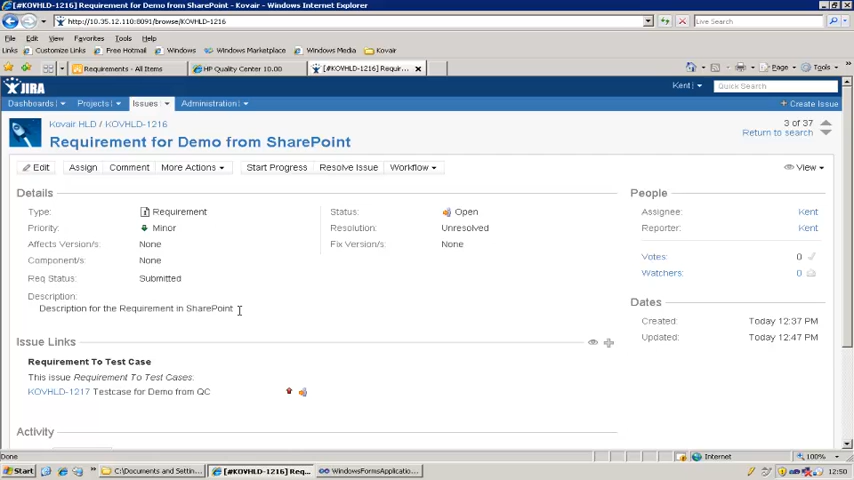 [#KOVHLD-1216] Requirement for Demo from SharePoint - Kovair - Windows Internet Explorer
http://10.35.12.110:8091/browse/KOVHLD-1216
Live Search
File Edit View Favorites Tools Help
Links Customize Links Free Hotmail Windows Windows Marketplace Windows Media Kovair
Requirements - All Items HP Quality Center 10.00 [#KOVHLD-1216] Requir... Page Tools
JIRA Kent Quick Search
Dashboards Projects Issues Administration + Create Issue
Kovair HLD / KOVHLD-1216 3 of 37
Requirement for Demo from SharePoint Return to search
Edit Assign Comment More Actions Start Progress Resolve Issue Workflow View
Details People
Type: Requirement Status: Open Assignee: Kent
Priority: Minor Resolution: Unresolved Reporter: Kent
Affects Version/s: None Fix Version/s: None
Component/s: None Votes: 0
Req Status: Submitted Watchers: 0
Description:
Description for the Requirement in SharePoint Dates
Created: Today 12:37 PM
Issue Links Updated: Today 12:47 PM
Requirement To Test Case
This issue Requirement To Test Cases:
KOVHLD-1217 Testcase for Demo from QC
Activity
Done Internet 100%
Start C:\Documents and Settin... [#KOVHLD-1216] Req... WindowsFormsApplicatio... 12:50